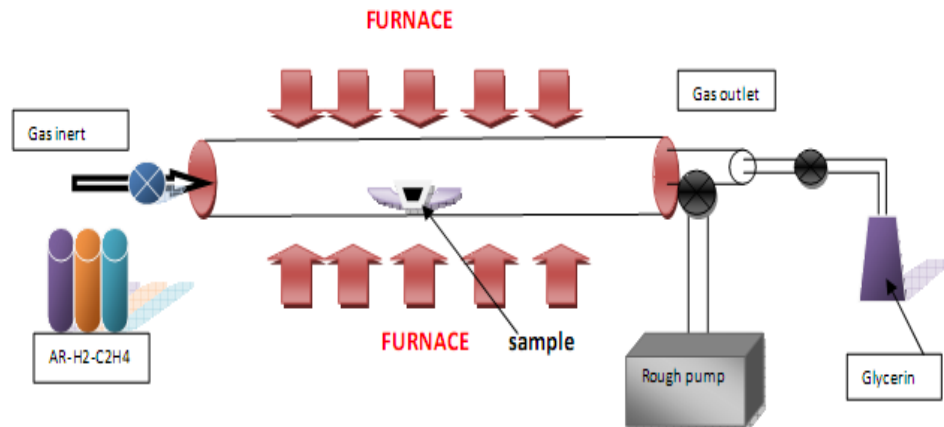 FURNACE
Gas outlet
Gas inert
FURNACE
sample
AR-H2-C2H4
Rough pump
Glycerin